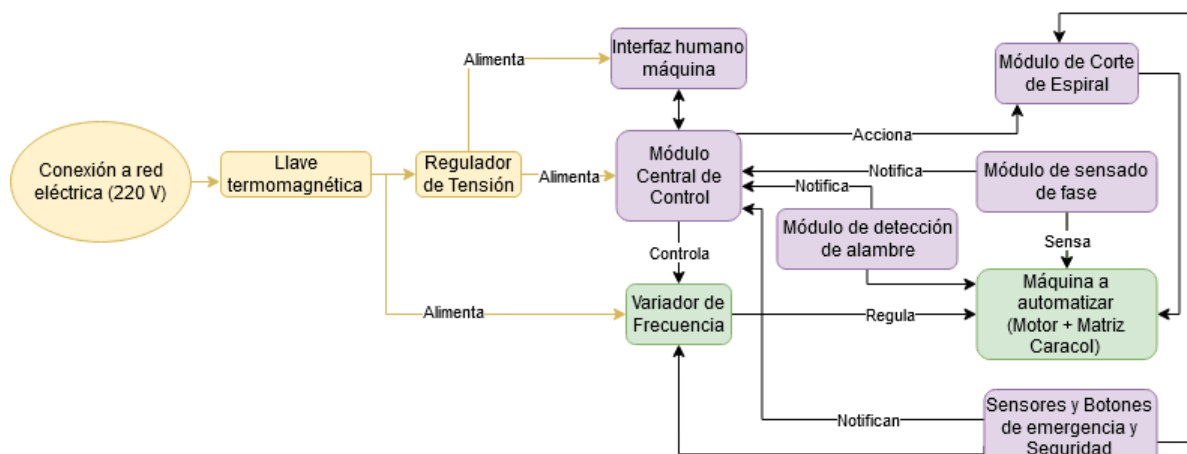 Interfaz humano
máquina
Alimenta
Módulo de Corte
de Espiral
Conexión a red
eléctrica (220 V)
Llave
termomagnética
Regulador
de Tensión
Alimenta
Módulo
Central de
Control
Acciona
Notifica
Notifica
Módulo de sensado
de fase
Módulo de detección
de alambre
Sensa
Controla
Variador de
Frecuencia
Alimenta
Regula
Máquina a
automatizar
(Motor + Matriz
Caracol)
Notifican
Sensores y Botones
de emergencia y
Seguridad